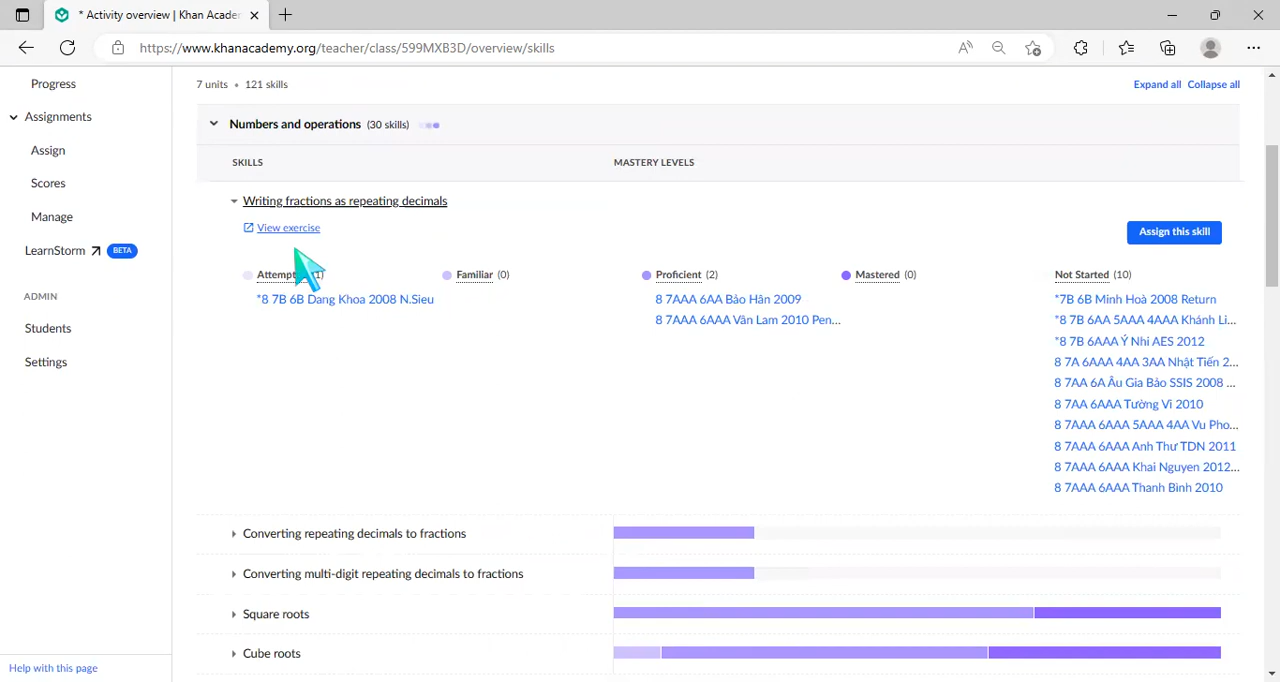 * Activity overview | Khan Acade
https://www.khanacademy.org/teacher/class/599MXB3D/overview/skills
Progress
Assignments
Assign
Scores
Manage
LearnStorm BETA
ADMIN
Students
Settings
Help with this page
7 units • 121 skills
Expand all Collapse all
Numbers and operations (30 skills)
SKILLS MASTERY LEVELS
Writing fractions as repeating decimals
View exercise
Assign this skill
(1)
*8 7B 6B Dang Khoa 2008 N.Sieu
Familiar (0)
Proficient (2)
8 7AAA 6AA Bảo Hân 2009
8 7AAA 6AAA Vân Lam 2010 Pen...
Mastered (0)
Not Started (10)
*7B 6B Minh Hoà 2008 Return
*8 7B 6AA 5AAA 4AAA Khánh Li...
*8 7B 6AAA Ý Nhi AES 2012
8 7A 6AAA 4AA 3AA Nhật Tiến 2...
8 7AA 6A Âu Gia Bảo SSIS 2008 ...
8 7AA 6AAA Tường Vi 2010
8 7AAA 6AAA 5AAA 4AA Vu Pho...
8 7AAA 6AAA Anh Thư TDN 2011
8 7AAA 6AAA Khai Nguyen 2012...
8 7AAA 6AAA Thanh Bình 2010
Converting repeating decimals to fractions
Converting multi-digit repeating decimals to fractions
Square roots
Cube roots